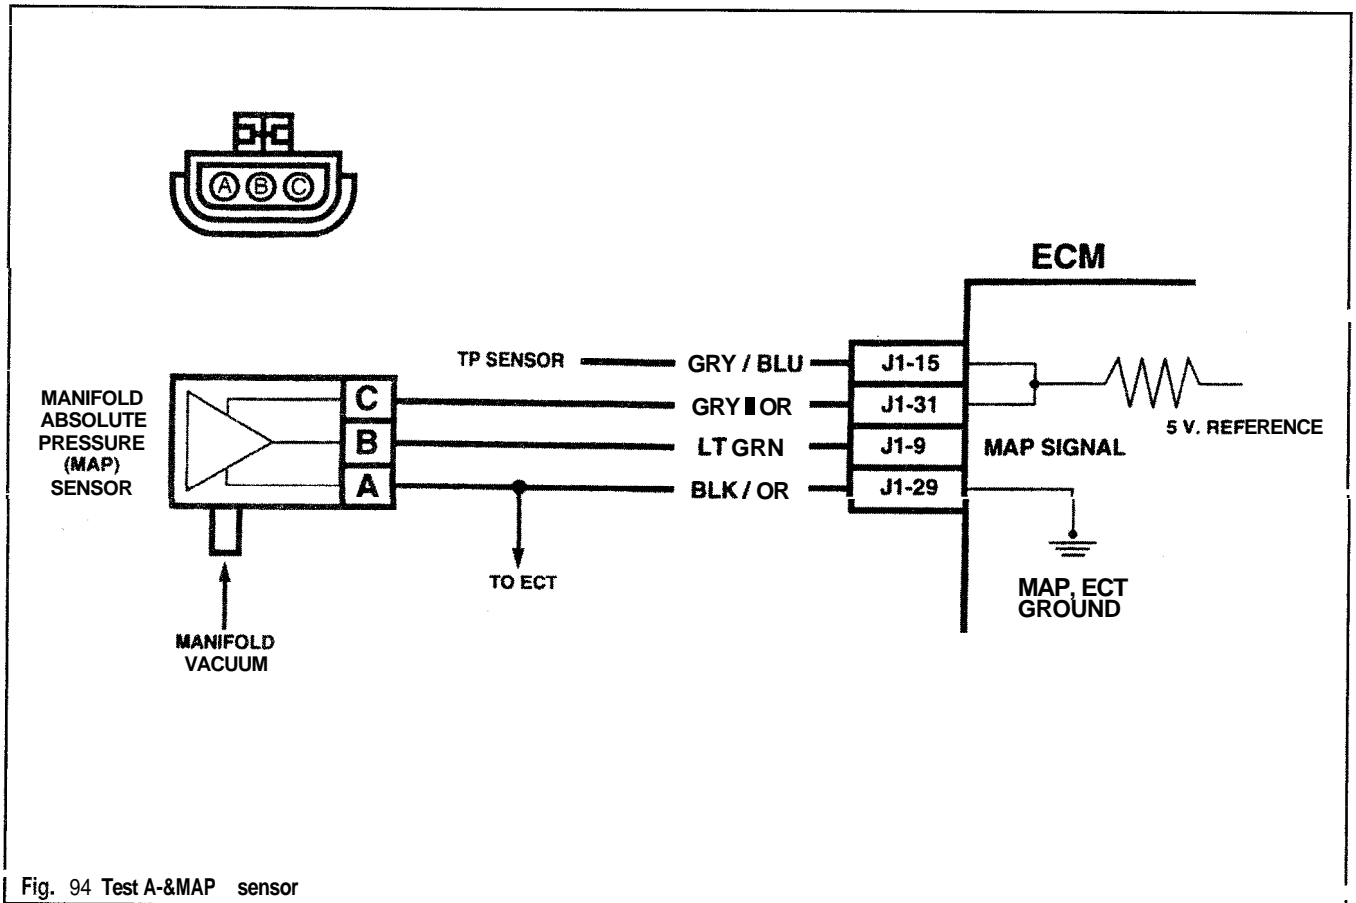 A B C
ECM
TP SENSOR
GRY / BLU
J1-15
MANIFOLD
ABSOLUTE
PRESSURE
(MAP)
SENSOR
C
GRY ▮ OR
J1-31
5 V. REFERENCE
B
LT GRN
J1-9
MAP SIGNAL
A
BLK / OR
J1-29
TO ECT
MAP, ECT
GROUND
MANIFOLD
VACUUM
Fig. 94 Test A-&MAP sensor